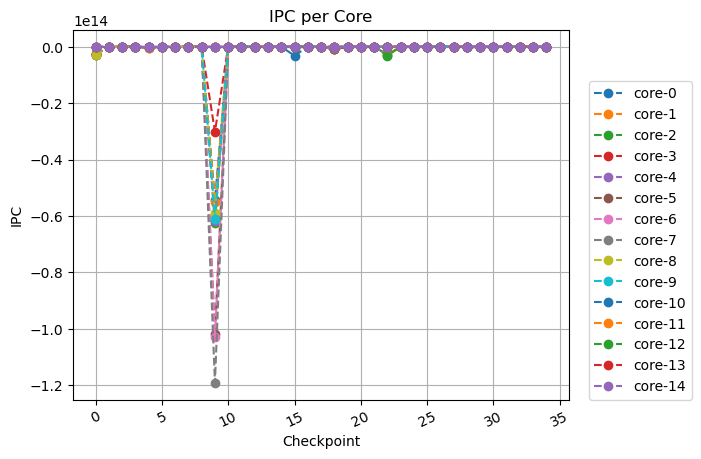 IPC per Core
1e14
0.0
−0.2
−0.4
−0.6
−0.8
−1.0
−1.2
IPC
0
5
10
15
20
25
30
35
Checkpoint
core-0
core-1
core-2
core-3
core-4
core-5
core-6
core-7
core-8
core-9
core-10
core-11
core-12
core-13
core-14